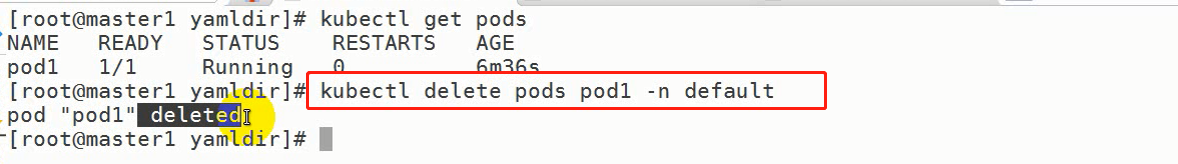 [root@master1 yamldir]# kubectl get pods
NAME   READY   STATUS    RESTARTS   AGE
pod1   1/1     Running   0          6m36s
[root@master1 yamldir]# kubectl delete pods pod1 -n default
pod "pod1" deleted
[root@master1 yamldir]#